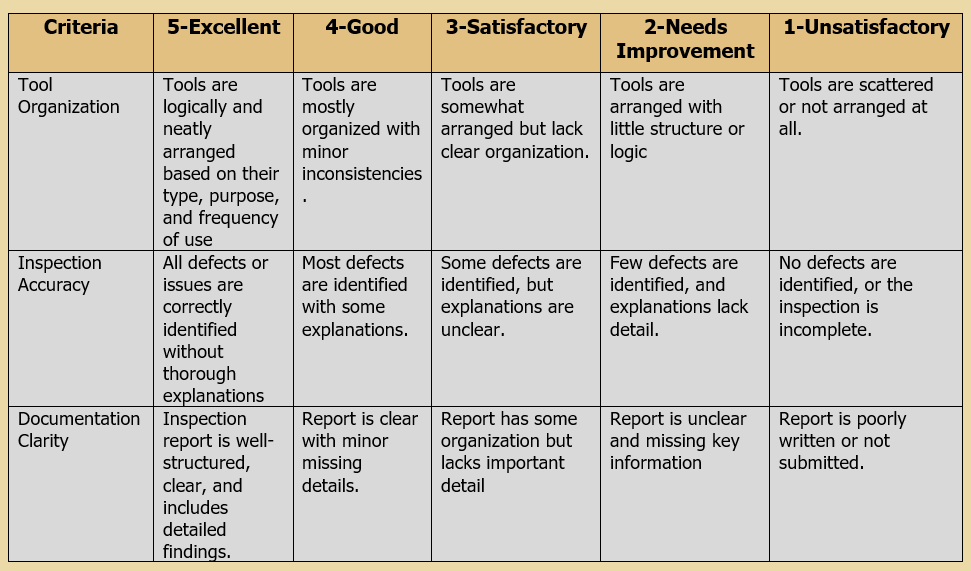 Criteria
5-Excellent
4-Good
3-Satisfactory
2-Needs
Improvement
1-Unsatisfactory
Tool
Organization
Tools are
logically and
neatly
arranged
based on their
type, purpose,
and frequency
of use
Tools are
mostly
organized with
minor
inconsistencies
.
Tools are
somewhat
arranged but lack
clear organization.
Tools are
arranged with
little structure or
logic
Tools are scattered
or not arranged at
all.
Inspection
Accuracy
All defects or
issues are
correctly
identified
without
thorough
explanations
Most defects
are identified
with some
explanations.
Some defects are
identified, but
explanations are
unclear.
Few defects are
identified, and
explanations lack
detail.
No defects are
identified, or the
inspection is
incomplete.
Documentation
Clarity
Inspection
report is well-
structured,
clear, and
includes
detailed
findings.
Report is clear
with minor
missing
details.
Report has some
organization but
lacks important
detail
Report is unclear
and missing key
information
Report is poorly
written or not
submitted.